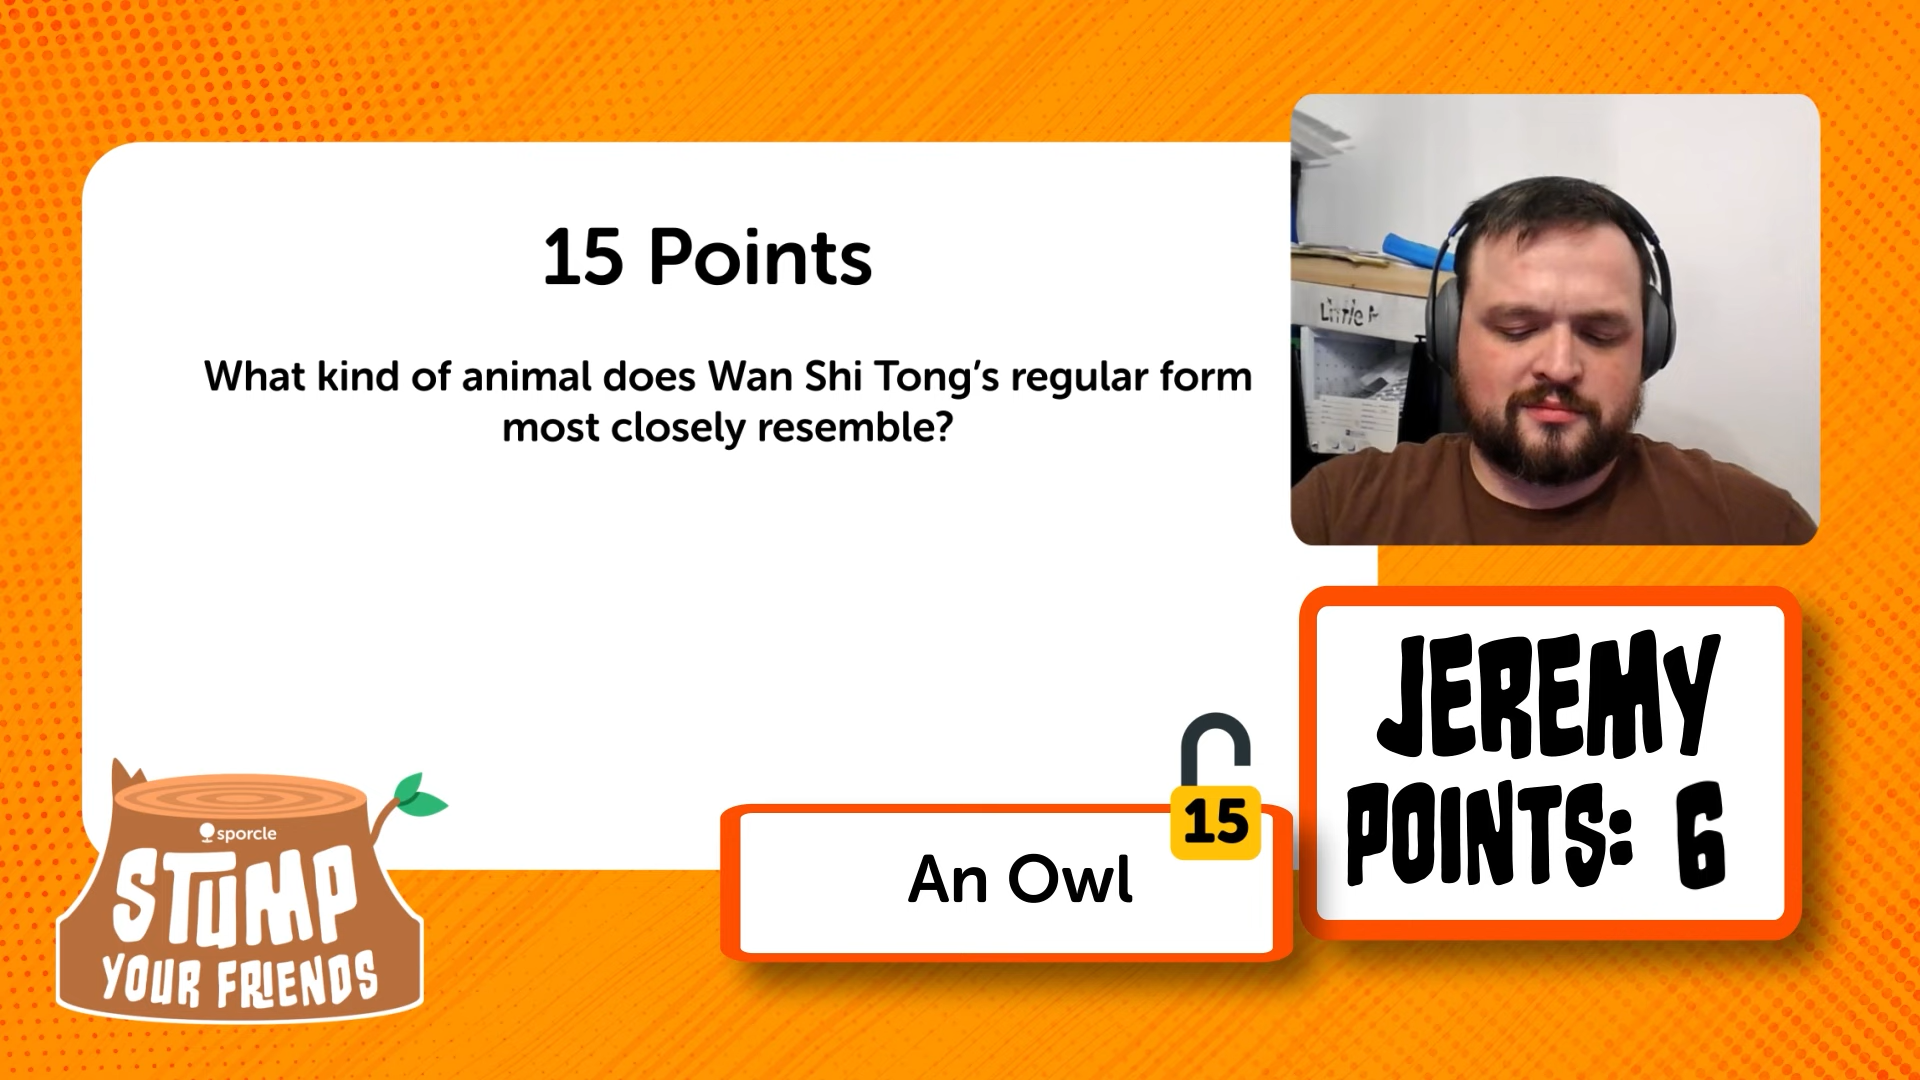 15 Points
What kind of animal does Wan Shi Tong's regular form
most closely resemble?
Little
15
An Owl
JEREMY
POINTS: 6
sporcle
STUMP
YOUR FRIENDS